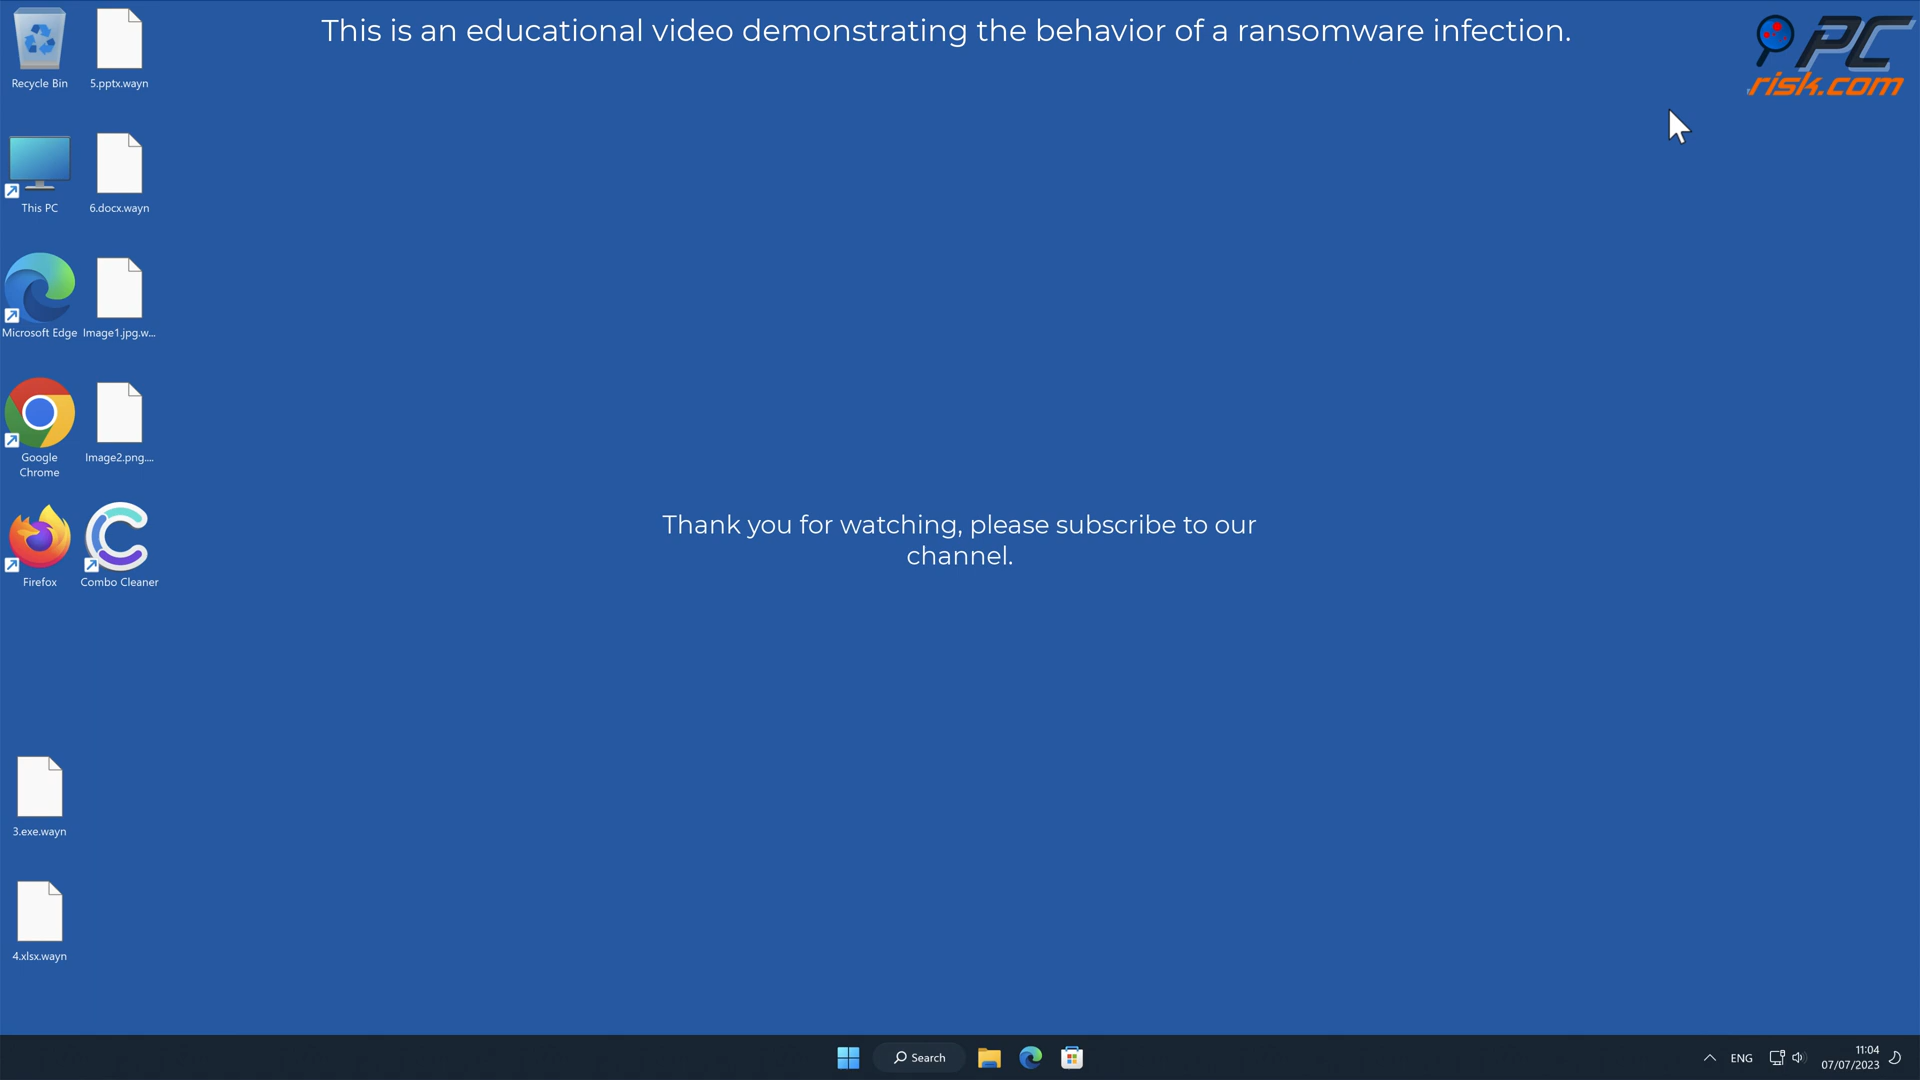 This is an educational video demonstrating the behavior of a ransomware infection.
PC
risk.com
Recycle Bin
5.pptx.wayn
This PC
6.docx.wayn
Microsoft Edge
Image1.jpg.w...
Google
Chrome
Image2.png....
Firefox
Combo Cleaner
Thank you for watching, please subscribe to our
channel.
3.exe.wayn
4.xlsx.wayn
Search
ENG
11:04
07/07/2023